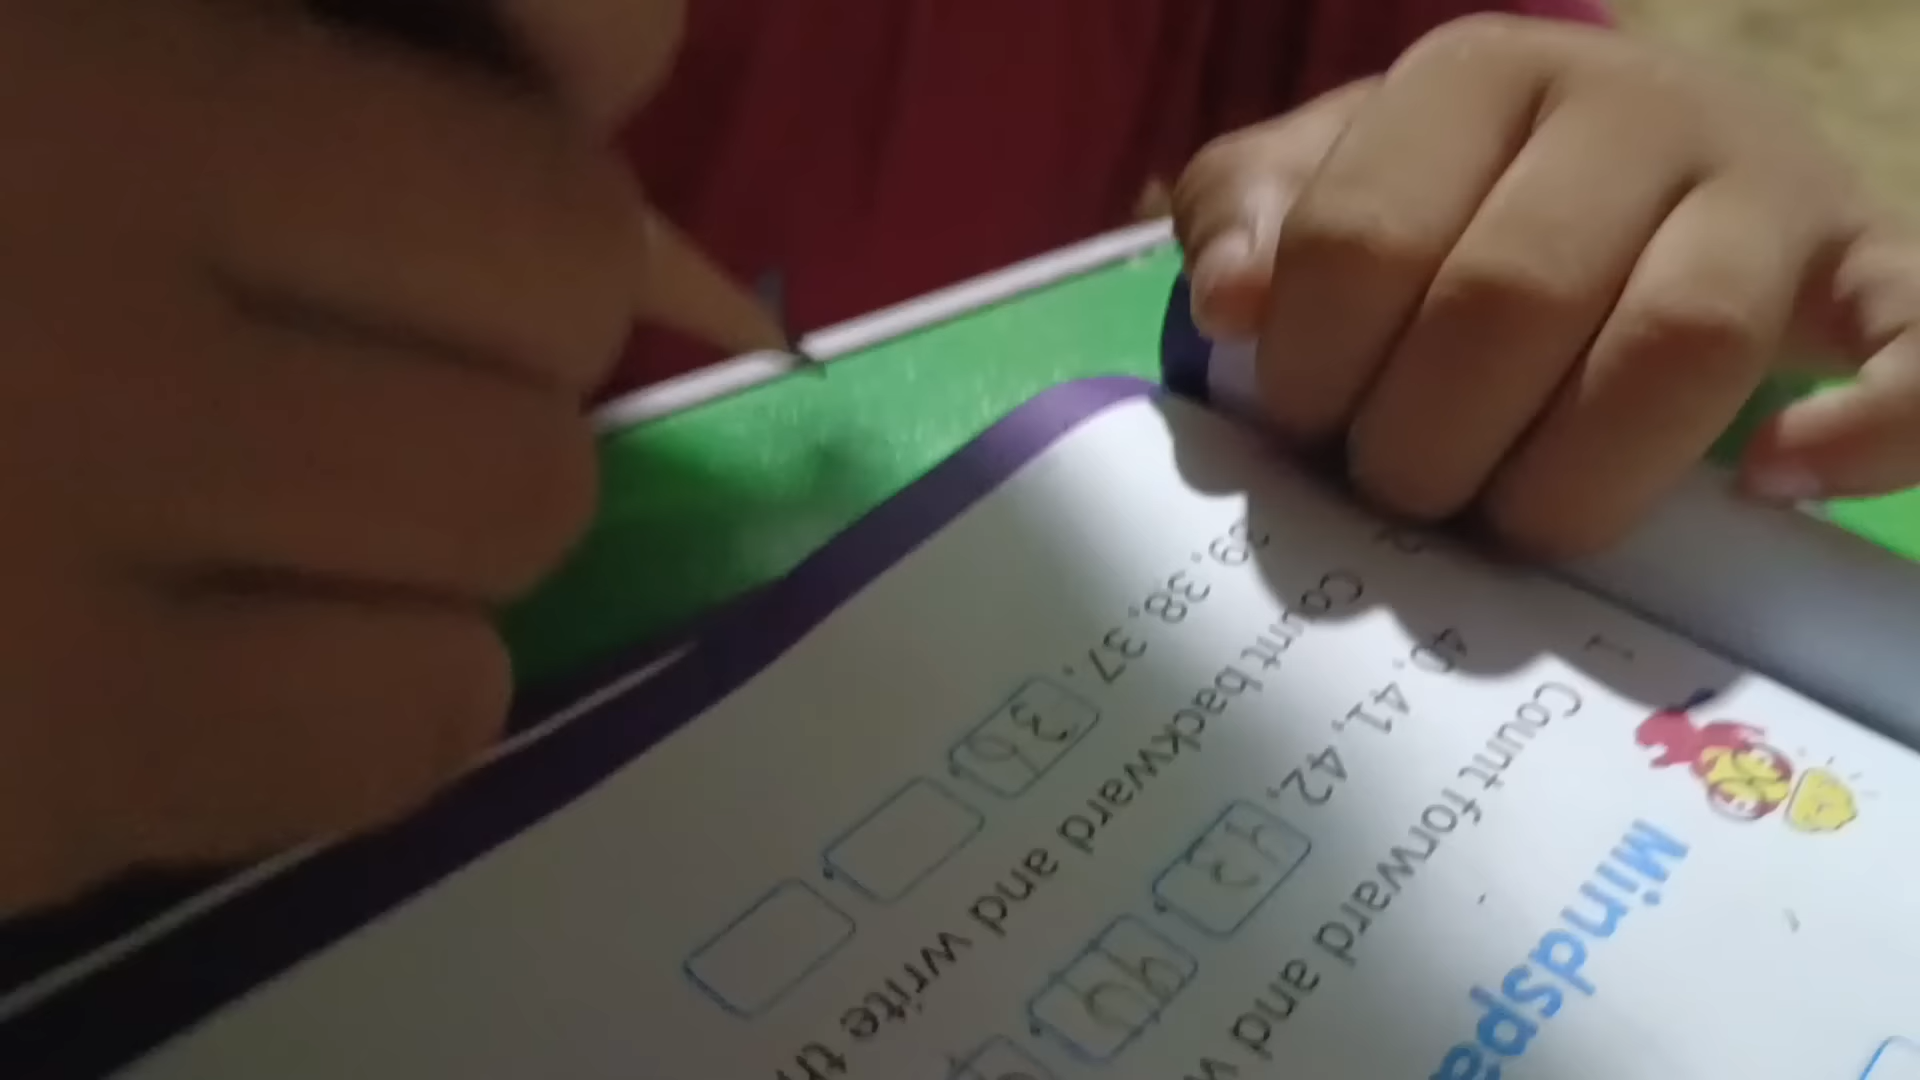 Mindspa
1 Count forward and w
40, 41, 42, 43, 44,
2 Count backward and write th
39, 38, 37, 36